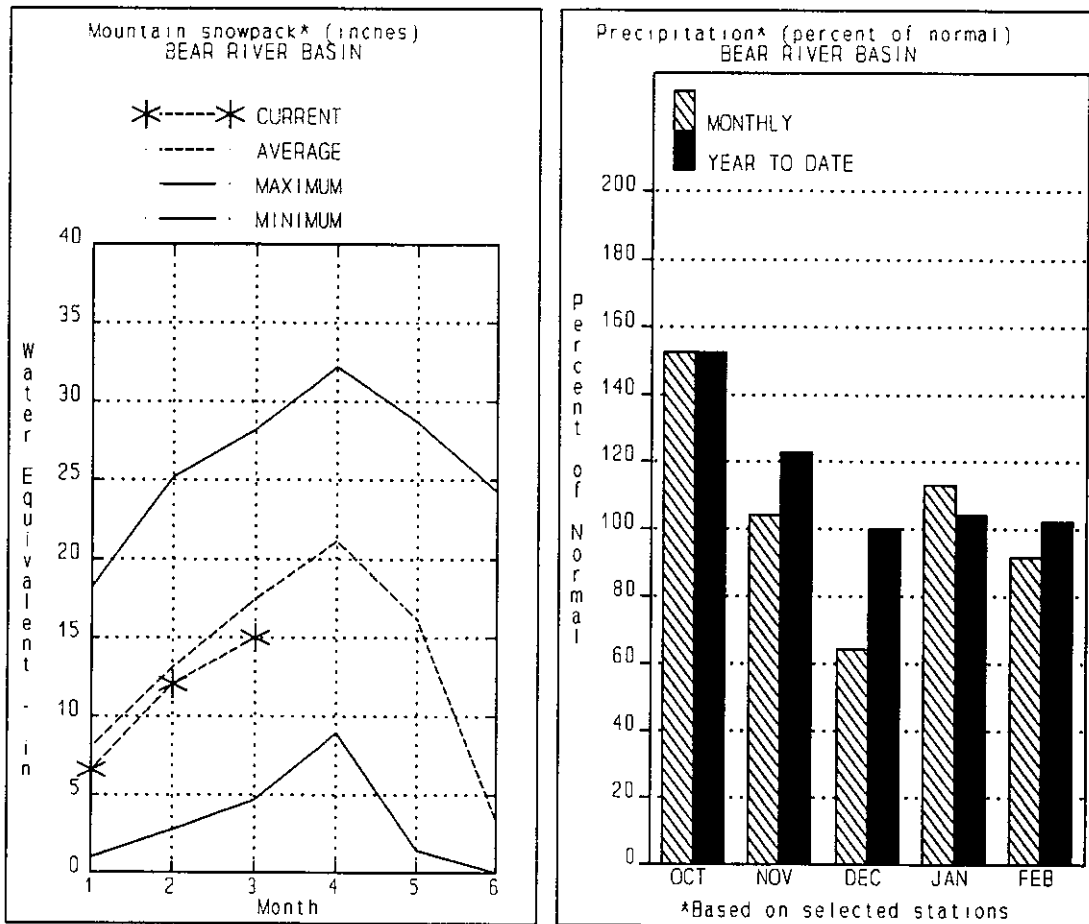 Mountain snowpack* (inches)
BEAR RIVER BASIN
CURRENT
AVERAGE
MAXIMUM
MINIMUM
40
35
30
25
20
15
10
5
0
Water Equivalent - in
1 2 3 4 5 6
Month
Precipitation* (percent of normal)
BEAR RIVER BASIN
MONTHLY
YEAR TO DATE
200
180
160
140
120
100
80
60
40
20
0
Percent of Normal
OCT NOV DEC JAN FEB
*Based on selected stations